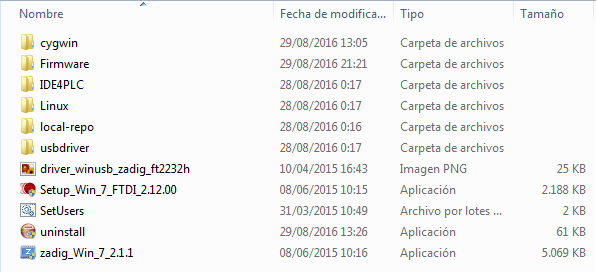 Nombre Fecha de modifica... Tipo Tamaño
cygwin 29/08/2016 13:05 Carpeta de archivos
Firmware 29/08/2016 21:21 Carpeta de archivos
IDE4PLC 28/08/2016 0:17 Carpeta de archivos
Linux 28/08/2016 0:17 Carpeta de archivos
local-repo 28/08/2016 0:16 Carpeta de archivos
usbdriver 28/08/2016 0:17 Carpeta de archivos
driver_winusb_zadig_ft2232h 10/04/2015 16:43 Imagen PNG 25 KB
Setup_Win_7_FTDI_2.12.00 08/06/2015 10:15 Aplicación 2.188 KB
SetUsers 31/03/2015 10:49 Archivo por lotes ... 2 KB
uninstall 29/08/2016 13:26 Aplicación 61 KB
zadig_Win_7_2.1.1 08/06/2015 10:16 Aplicación 5.069 KB